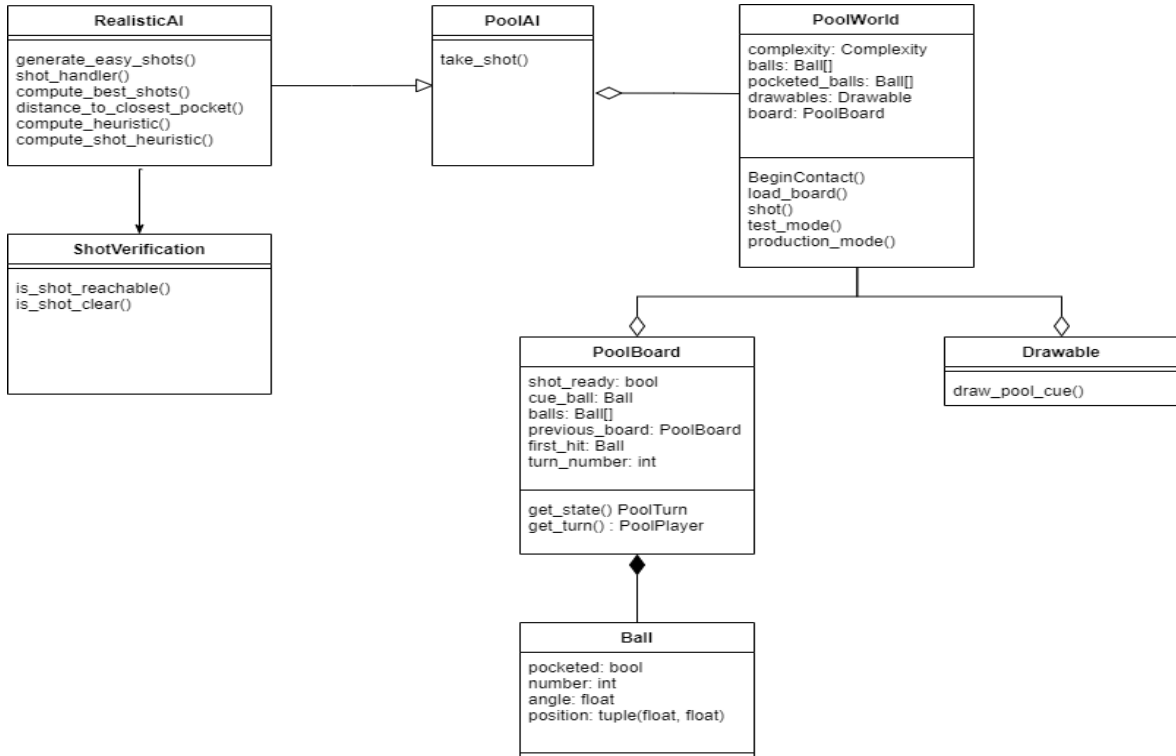 RealisticAI
generate_easy_shots()
shot_handler()
compute_best_shots()
distance_to_closest_pocket()
compute_heuristic()
compute_shot_heuristic()
PoolAI
take_shot()
PoolWorld
complexity: Complexity
balls: Ball[]
pocketed_balls: Ball[]
drawables: Drawable
board: PoolBoard
BeginContact()
load_board()
shot()
test_mode()
production_mode()
ShotVerification
is_shot_reachable()
is_shot_clear()
PoolBoard
shot_ready: bool
cue_ball: Ball
balls: Ball[]
previous_board: PoolBoard
first_hit: Ball
turn_number: int
get_state() PoolTurn
get_turn() : PoolPlayer
Drawable
draw_pool_cue()
Ball
pocketed: bool
number: int
angle: float
position: tuple(float, float)